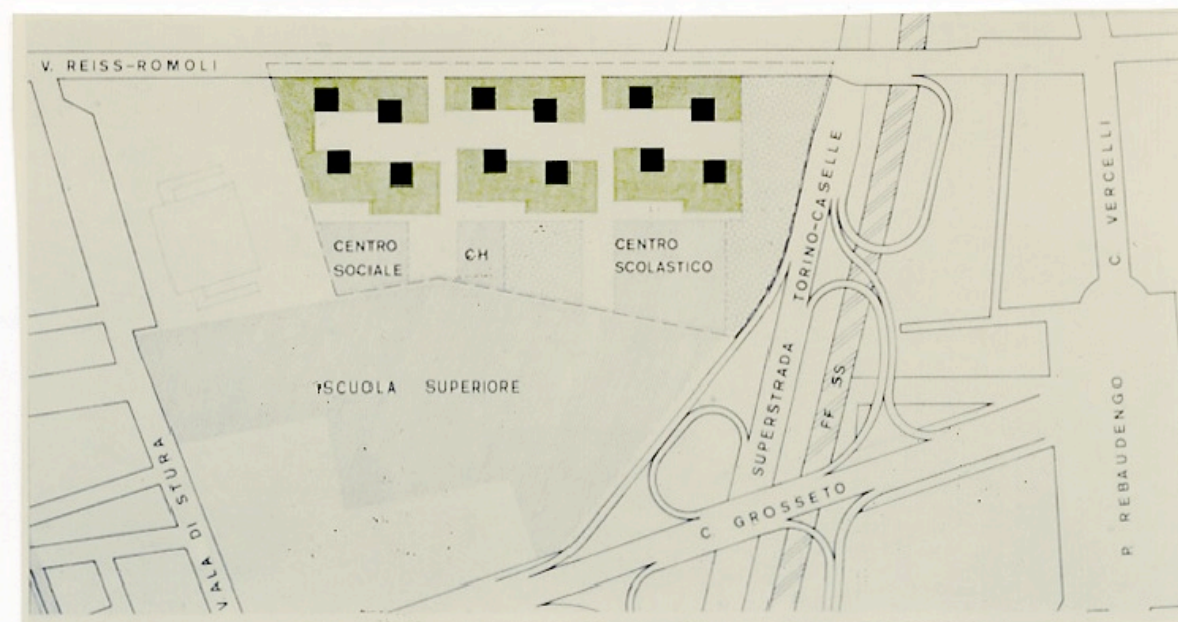 V. REISS-ROMOLI
CENTRO
SOCIALE
CH
CENTRO
SCOLASTICO
SCUOLA SUPERIORE
SUPERSTRADA TORINO-CASELLE
FF SS
C. GROSSETO
C. VERCELLI
P. REBAUDENGO
VALA DI STURA